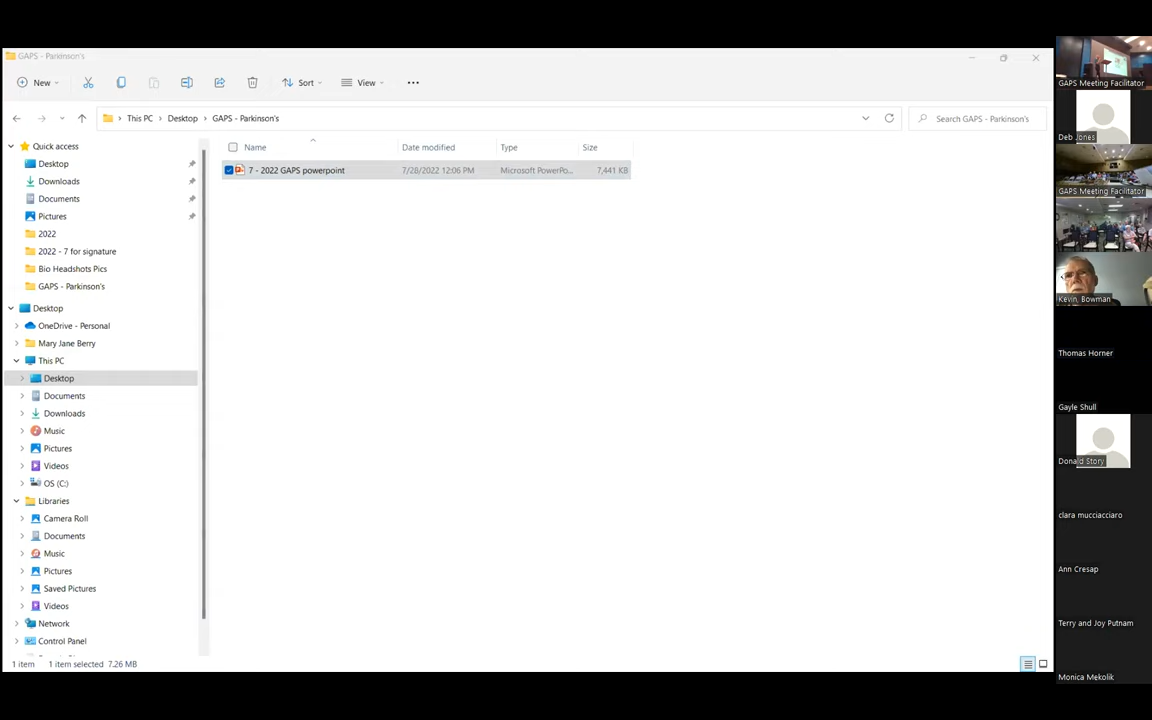 GAPS - Parkinson's
New
Sort
View
This PC
Desktop
GAPS - Parkinson's
Search GAPS - Parkinson's
Name
Date modified
Type
Size
7 - 2022 GAPS powerpoint
7/28/2022 12:06 PM
Microsoft PowerPo...
7,441 KB
Quick access
Desktop
Downloads
Documents
Pictures
2022
2022 - 7 for signature
Bio Headshots Pics
GAPS - Parkinson's
Desktop
OneDrive - Personal
Mary Jane Berry
This PC
Desktop
Documents
Downloads
Music
Pictures
Videos
OS (C:)
Libraries
Camera Roll
Documents
Music
Pictures
Saved Pictures
Videos
Network
Control Panel
1 item
1 item selected 7.26 MB
GAPS Meeting Facilitator
Deb Jones
GAPS Meeting Facilitator
Kevin, Bowman
Thomas Horner
Gayle Shull
Donald Story
clara mucciacciaro
Ann Cresap
Terry and Joy Putnam
Monica Mekolik